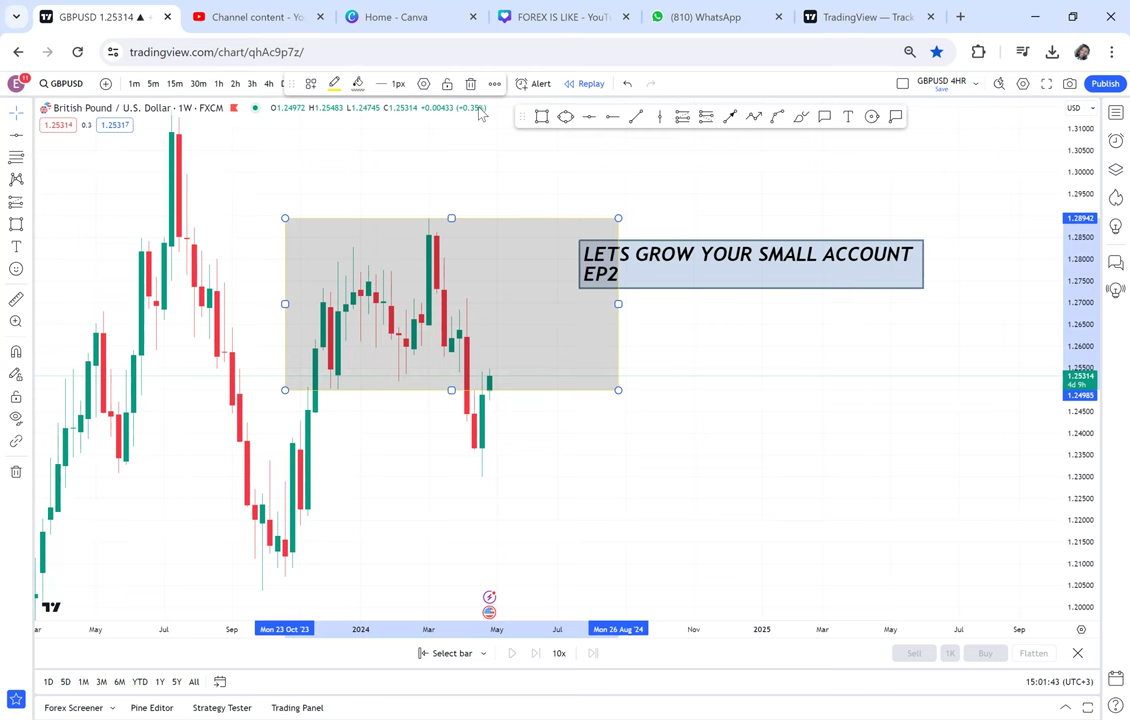 GBPUSD 1.25314 ▲
Channel content - Yo
Home - Canva
FOREX IS LIKE - YouTu
(810) WhatsApp
TradingView — Track
tradingview.com/chart/qhAc9p7z/
E 11 GBPUSD 1m 5m 15m 30m 1h 2h 3h 4h 1px Alert Replay GBPUSD 4HR Save Publish
British Pound / U.S. Dollar · 1W · FXCM O1.24972 H1.25483 L1.24745 C1.25314 +0.00433 (+0.35%) USD
1.25314 0.3 1.25317
1.31000
1.30500
1.30000
1.29500
1.28942
1.28500
1.28000
1.27500
1.27000
1.26500
1.26000
1.25500
1.25314
4d 9h
1.24985
1.24500
1.24000
1.23500
1.23000
1.22500
1.22000
1.21500
1.21000
1.20500
1.20000
LETS GROW YOUR SMALL ACCOUNT
EP2
ar May Jul Sep Mon 23 Oct '23 2024 Mar May Jul Mon 26 Aug '24 Nov 2025 Mar May Jul Sep
Select bar 10x Sell 1K Buy Flatten
1D 5D 1M 3M 6M YTD 1Y 5Y All 15:01:43 (UTC+3)
Forex Screener Pine Editor Strategy Tester Trading Panel